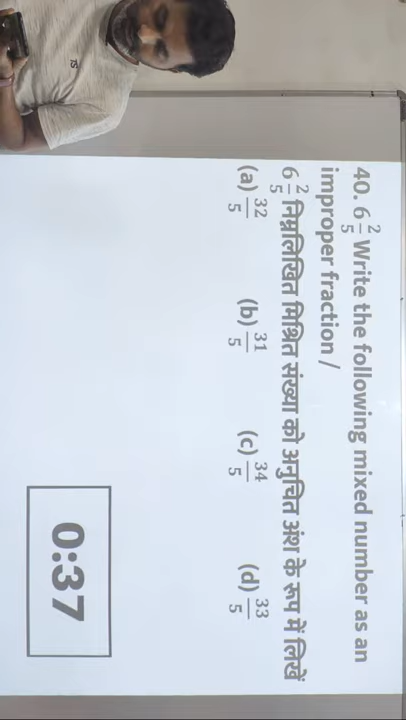 40. 6 2/5 Write the following mixed number as an
improper fraction /
6 2/5 निम्नलिखित मिश्रित संख्या को अनुचित अंश के रूप में लिखें
(a) 32/5 (b) 31/5 (c) 34/5 (d) 33/5
0:37